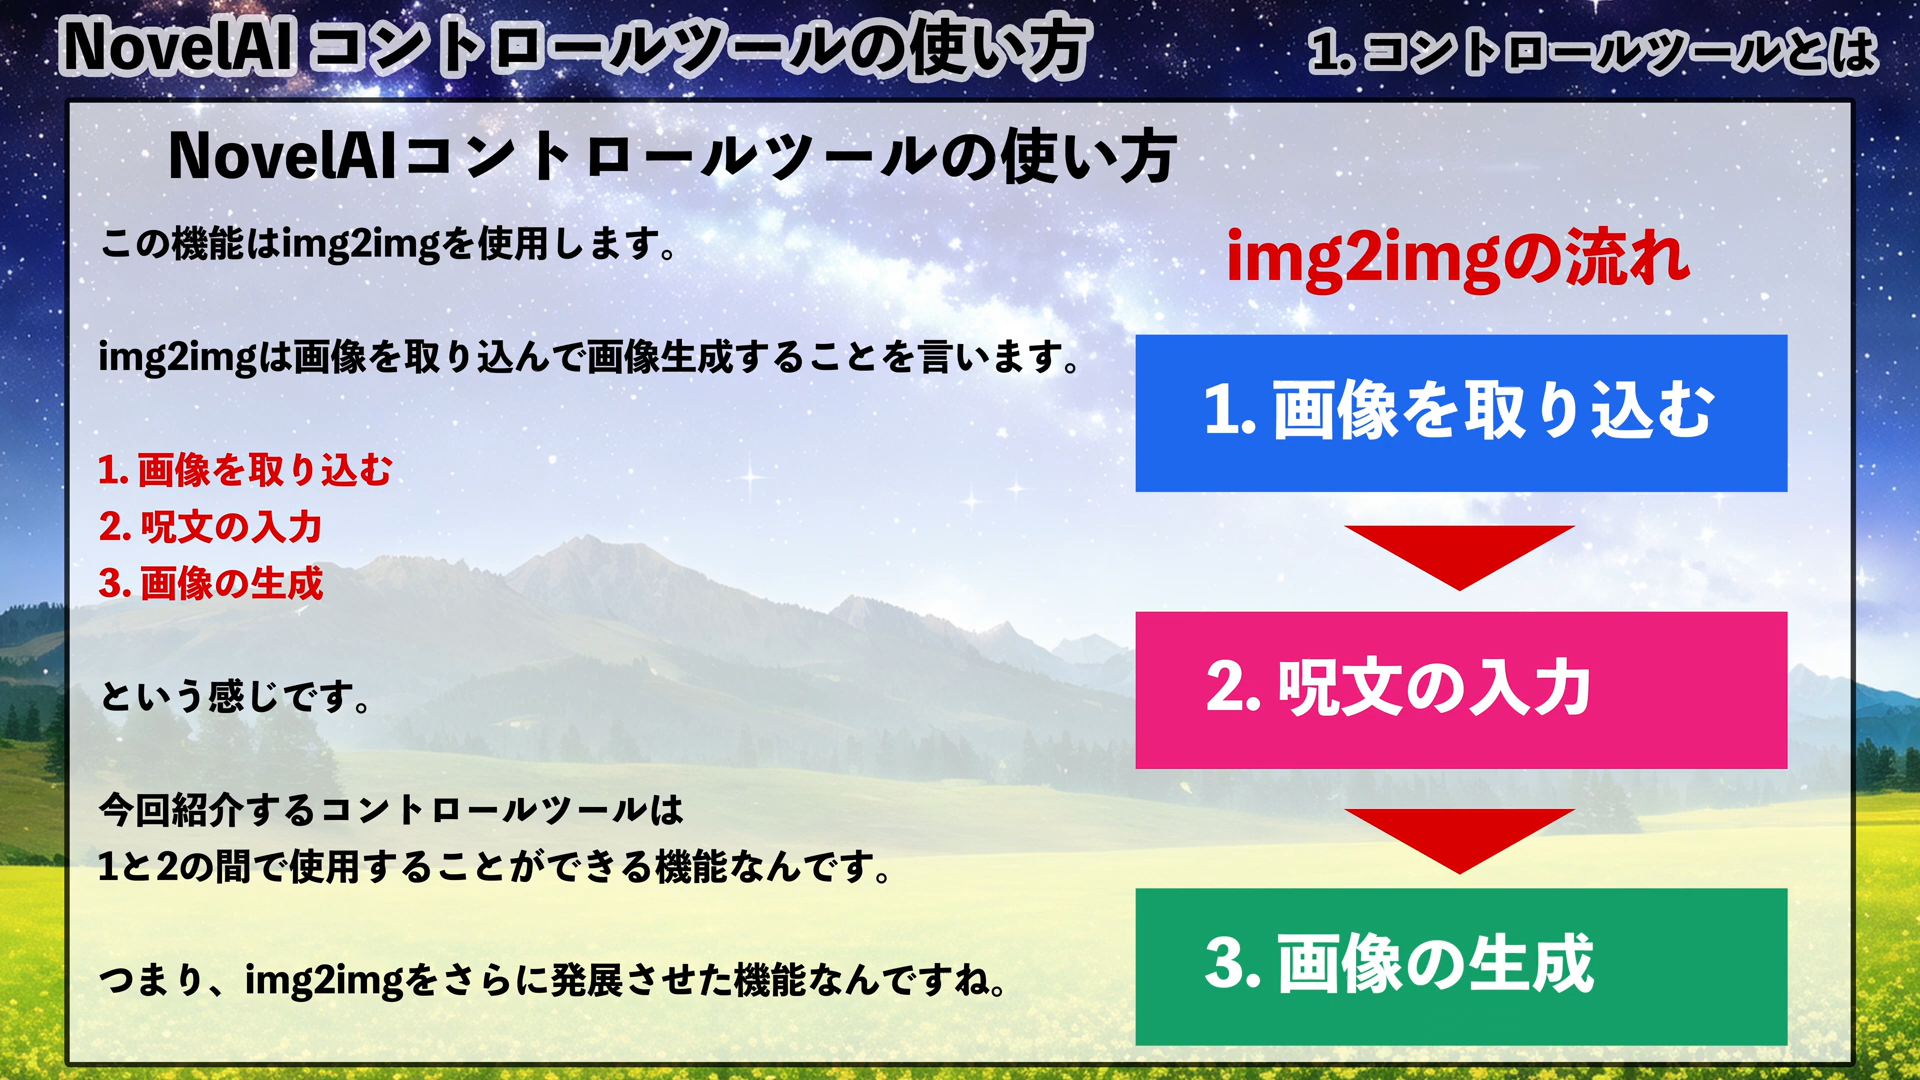 NovelAI コントロールツールの使い方
1. コントロールツールとは
NovelAIコントロールツールの使い方
この機能はimg2imgを使用します。
img2imgは画像を取り込んで画像生成することを言います。
1. 画像を取り込む
2. 呪文の入力
3. 画像の生成
という感じです。
今回紹介するコントロールツールは
1と2の間で使用することができる機能なんです。
つまり、img2imgをさらに発展させた機能なんですね。
img2imgの流れ
1. 画像を取り込む
2. 呪文の入力
3. 画像の生成